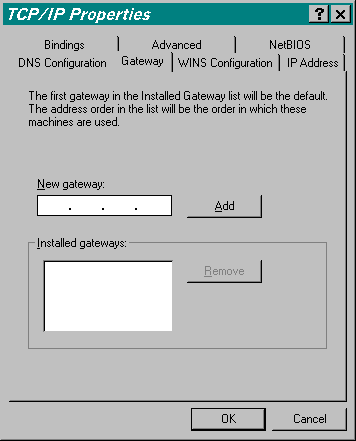 TCP/IP Properties
Bindings Advanced NetBIOS
DNS Configuration Gateway WINS Configuration IP Address
The first gateway in the Installed Gateway list will be the default.
The address order in the list will be the order in which these
machines are used.
New gateway:
. . .
Add
Installed gateways:
Remove
OK Cancel